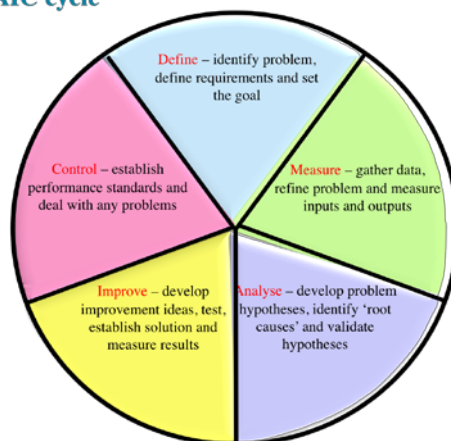 cycle
Define – identify problem,
define requirements and set
the goal
Measure – gather data,
refine problem and measure
inputs and outputs
Analyse – develop problem
hypotheses, identify ‘root
causes’ and validate
hypotheses
Improve – develop
improvement ideas, test,
establish solution and
measure results
Control – establish
performance standards and
deal with any problems